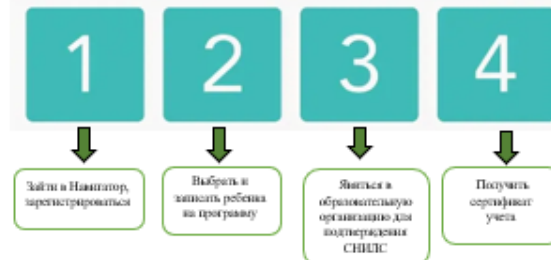 1
2
3
4
Зайти в Навигатор,
зарегистрироваться
Выбрать и
записать ребенка
на программу
Явиться в
образовательную
организацию для
подтверждения
СНИЛС
Получить
сертификат
учета